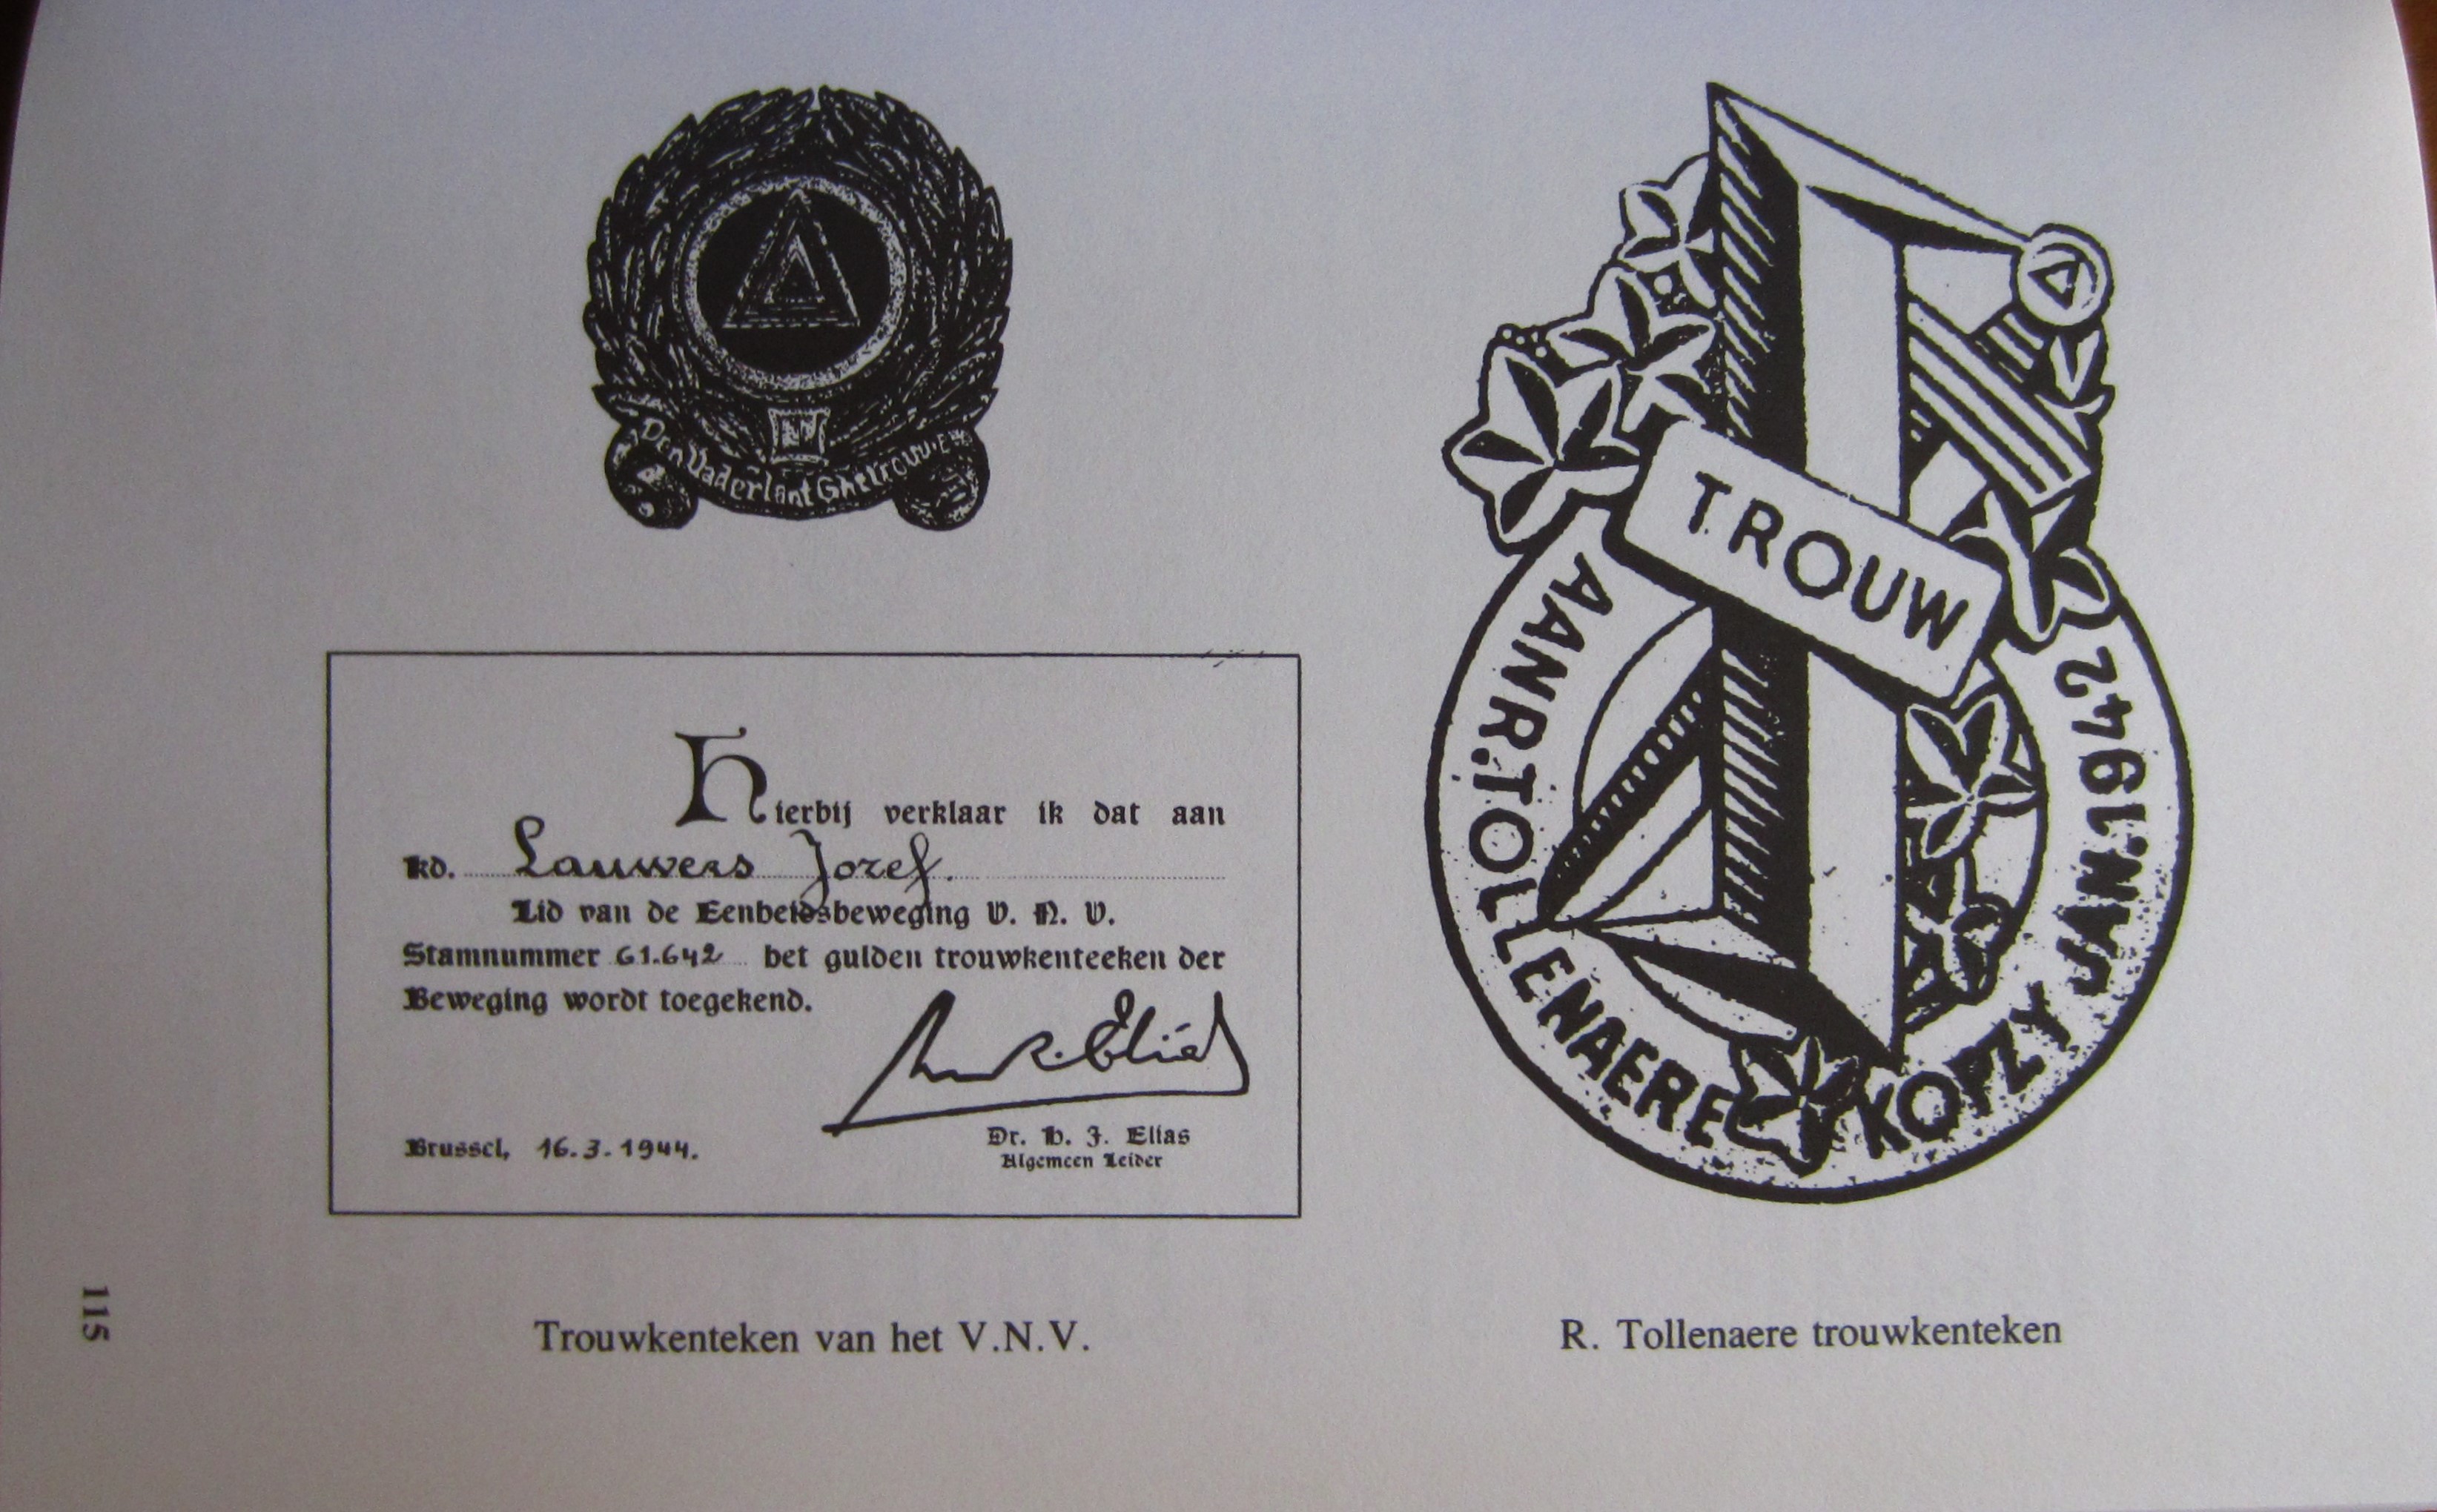 Den Vaderlant Ghetrouwe
Hierbij verklaar ik dat aan
kd. Lauwers Jozef.
Lid van de Eenheidsbeweging V. N. V.
Stamnummer 61.642 het gulden trouwkenteeken der
Beweging wordt toegekend.
Brussel, 16.3.1944.
Dr. H. J. Elias
Algemeen Leider
Trouwkenteken van het V.N.V.
TROUW
AAN R. TOLLENAERE
JAN. 1942
R. Tollenaere trouwkenteken
115